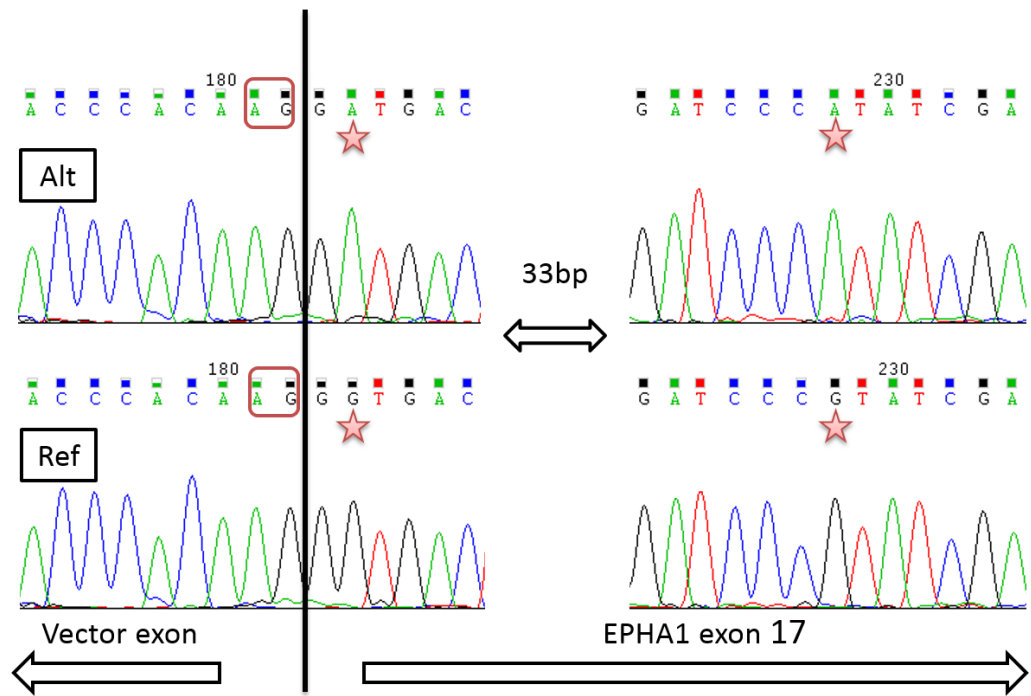 180 230
A C C C A C A A G G A T G A C G A T C C C A T A T C G A
Alt
33bp
180 230
A C C C A C A A G G G T G A C G A T C C C G T A T C G A
Ref
Vector exon EPHA1 exon 17